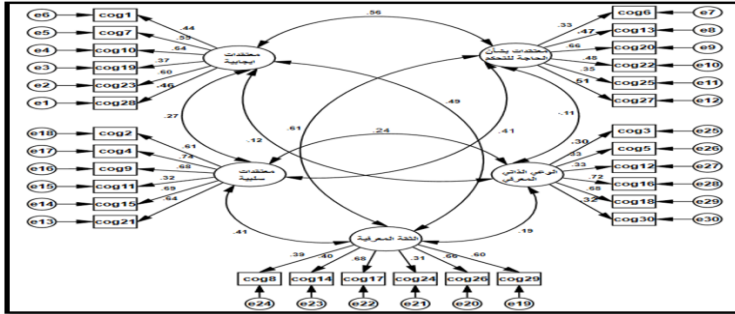 e6 cog1 .44
e5 cog7 .55
e4 cog10 .64
e3 cog19 .37
e2 cog23 .60
e1 cog28 .46
معتقدات
ايجابية
.56
cog6 e7 .33
cog13 e8 .47
cog20 e9 .66
cog22 e10 .48
cog25 e11 .35
cog27 e12 .51
معتقدات بشأن
الحاجة للتحكم
.27
.12
.61
.49
.41
-.11
.24
e18 cog2 .61
e17 cog4 .74
e16 cog9 .68
e15 cog11 .32
e14 cog15 .69
e13 cog21 .64
معتقدات
سلبية
cog3 e25 .30
cog5 e26 .33
cog12 e27 .33
cog16 e28 .72
cog18 e29 .68
cog30 e30 .32
الوعي الذاتي
المعرفي
.41
.19
الثقة المعرفية
.39 .40 .68 .31 .66 .60
cog8 cog14 cog17 cog24 cog26 cog29
e24 e23 e22 e21 e20 e19